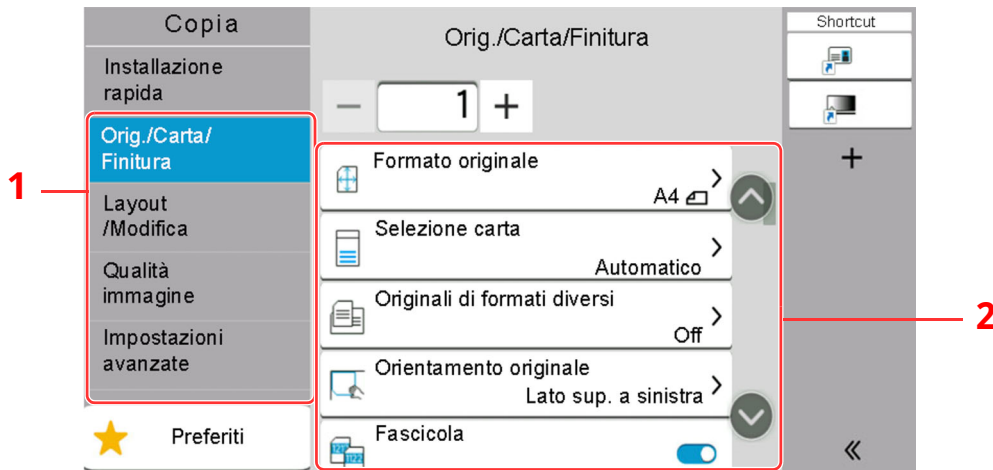 Copia
Installazione
rapida
Orig./Carta/
Finitura
Layout
/Modifica
Qualità
immagine
Impostazioni
avanzate
Preferiti
1
Orig./Carta/Finitura
1
Formato originale
A4
Selezione carta
Automatico
Originali di formati diversi
Off
Orientamento originale
Lato sup. a sinistra
Fascicola
Shortcut
2